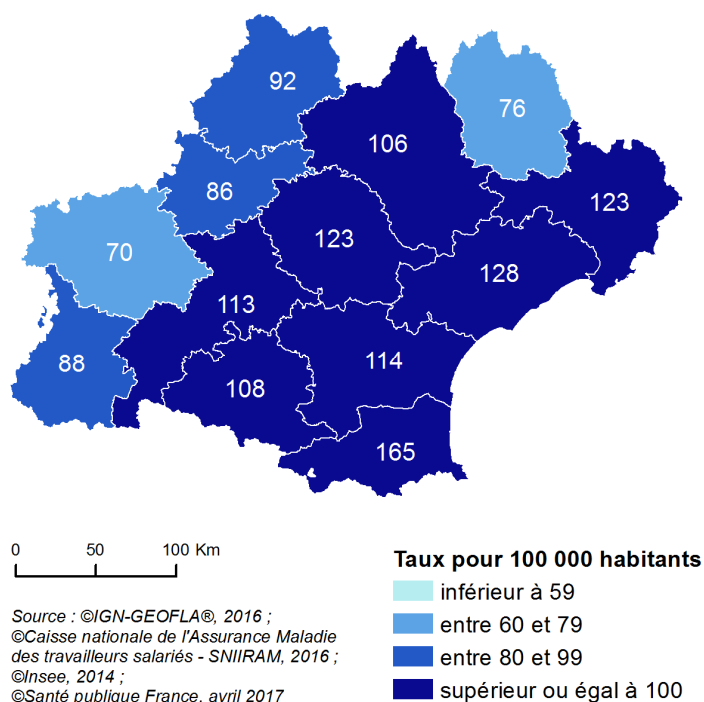 92
76
106
86
123
123
70
128
113
88
114
108
165
0 50 100 Km
Taux pour 100 000 habitants
inférieur à 59
entre 60 et 79
entre 80 et 99
supérieur ou égal à 100
Source : ©IGN-GEOFLA®, 2016 ;
©Caisse nationale de l'Assurance Maladie
des travailleurs salariés - SNIIRAM, 2016 ;
©Insee, 2014 ;
©Santé publique France, avril 2017